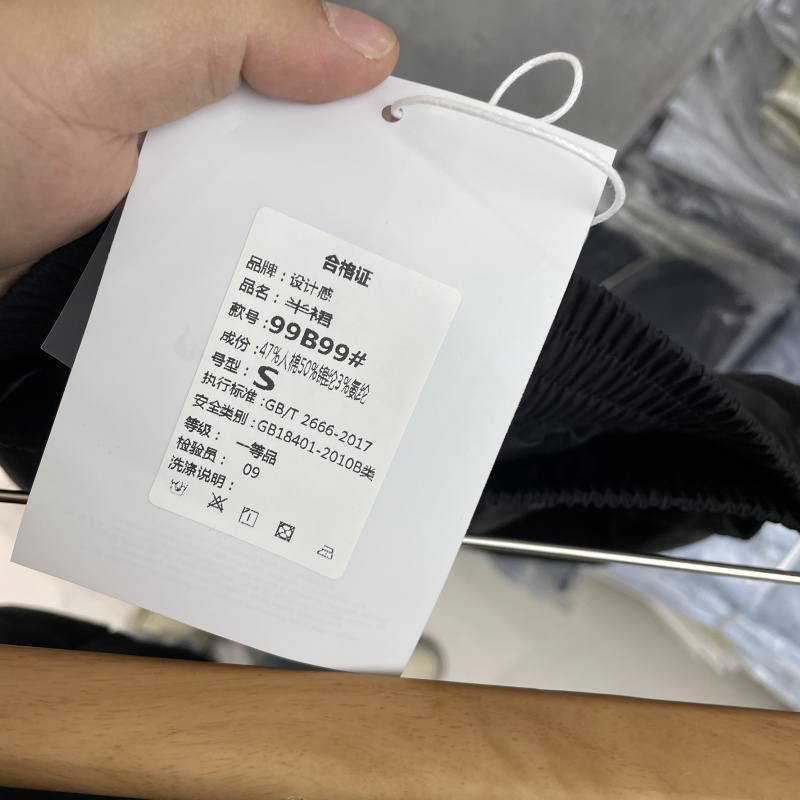 合格证
品牌：设计感
品名：半裙
款号：99B99#
成份：47%人棉50%锦纶3%氨纶
号型：S
执行标准：GB/T 2666-2017
安全类别：GB18401-2010B类
等级： 一等品
检验员： 09
洗涤说明：